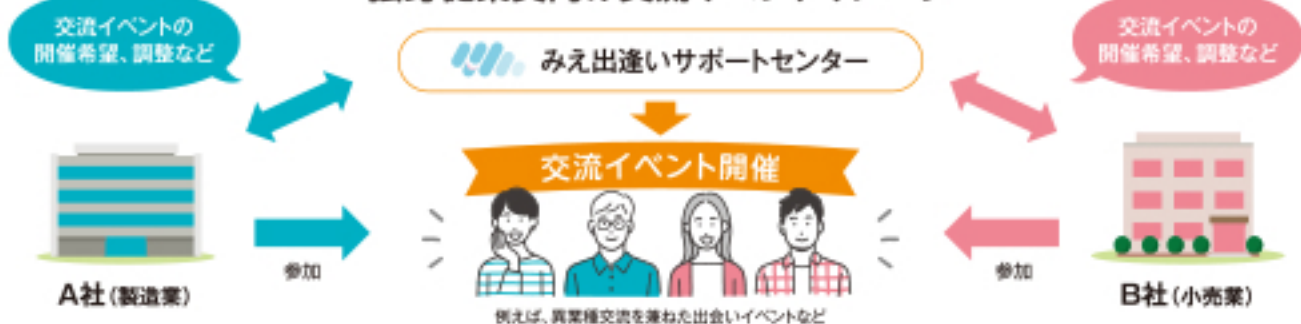 交流イベントの
開催希望、調整など
みえ出逢いサポートセンター
交流イベントの
開催希望、調整など
交流イベント開催
参加
参加
A社(製造業)
B社(小売業)
例えば、異業種交流を兼ねた出会いイベントなど